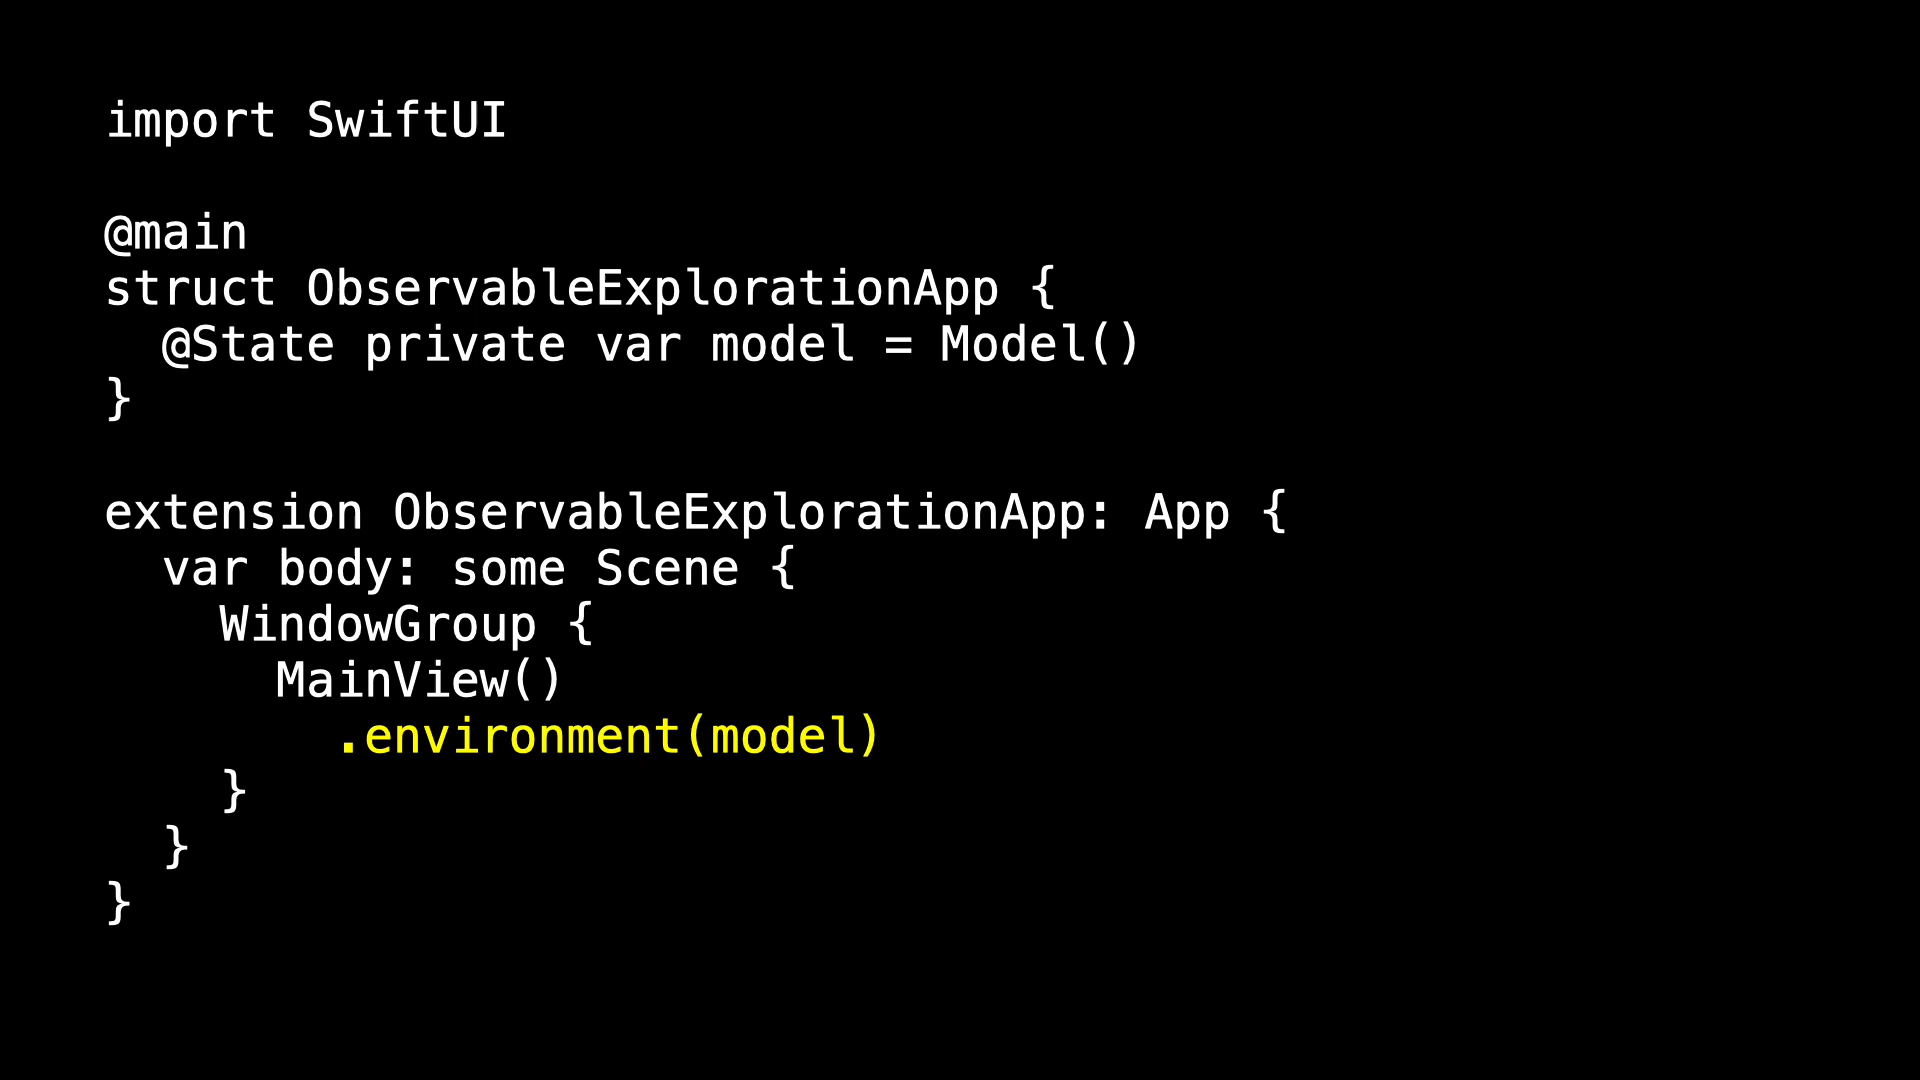 import SwiftUI

@main
struct ObservableExplorationApp {
  @State private var model = Model()
}

extension ObservableExplorationApp: App {
  var body: some Scene {
    WindowGroup {
      MainView()
        .environment(model)
    }
  }
}